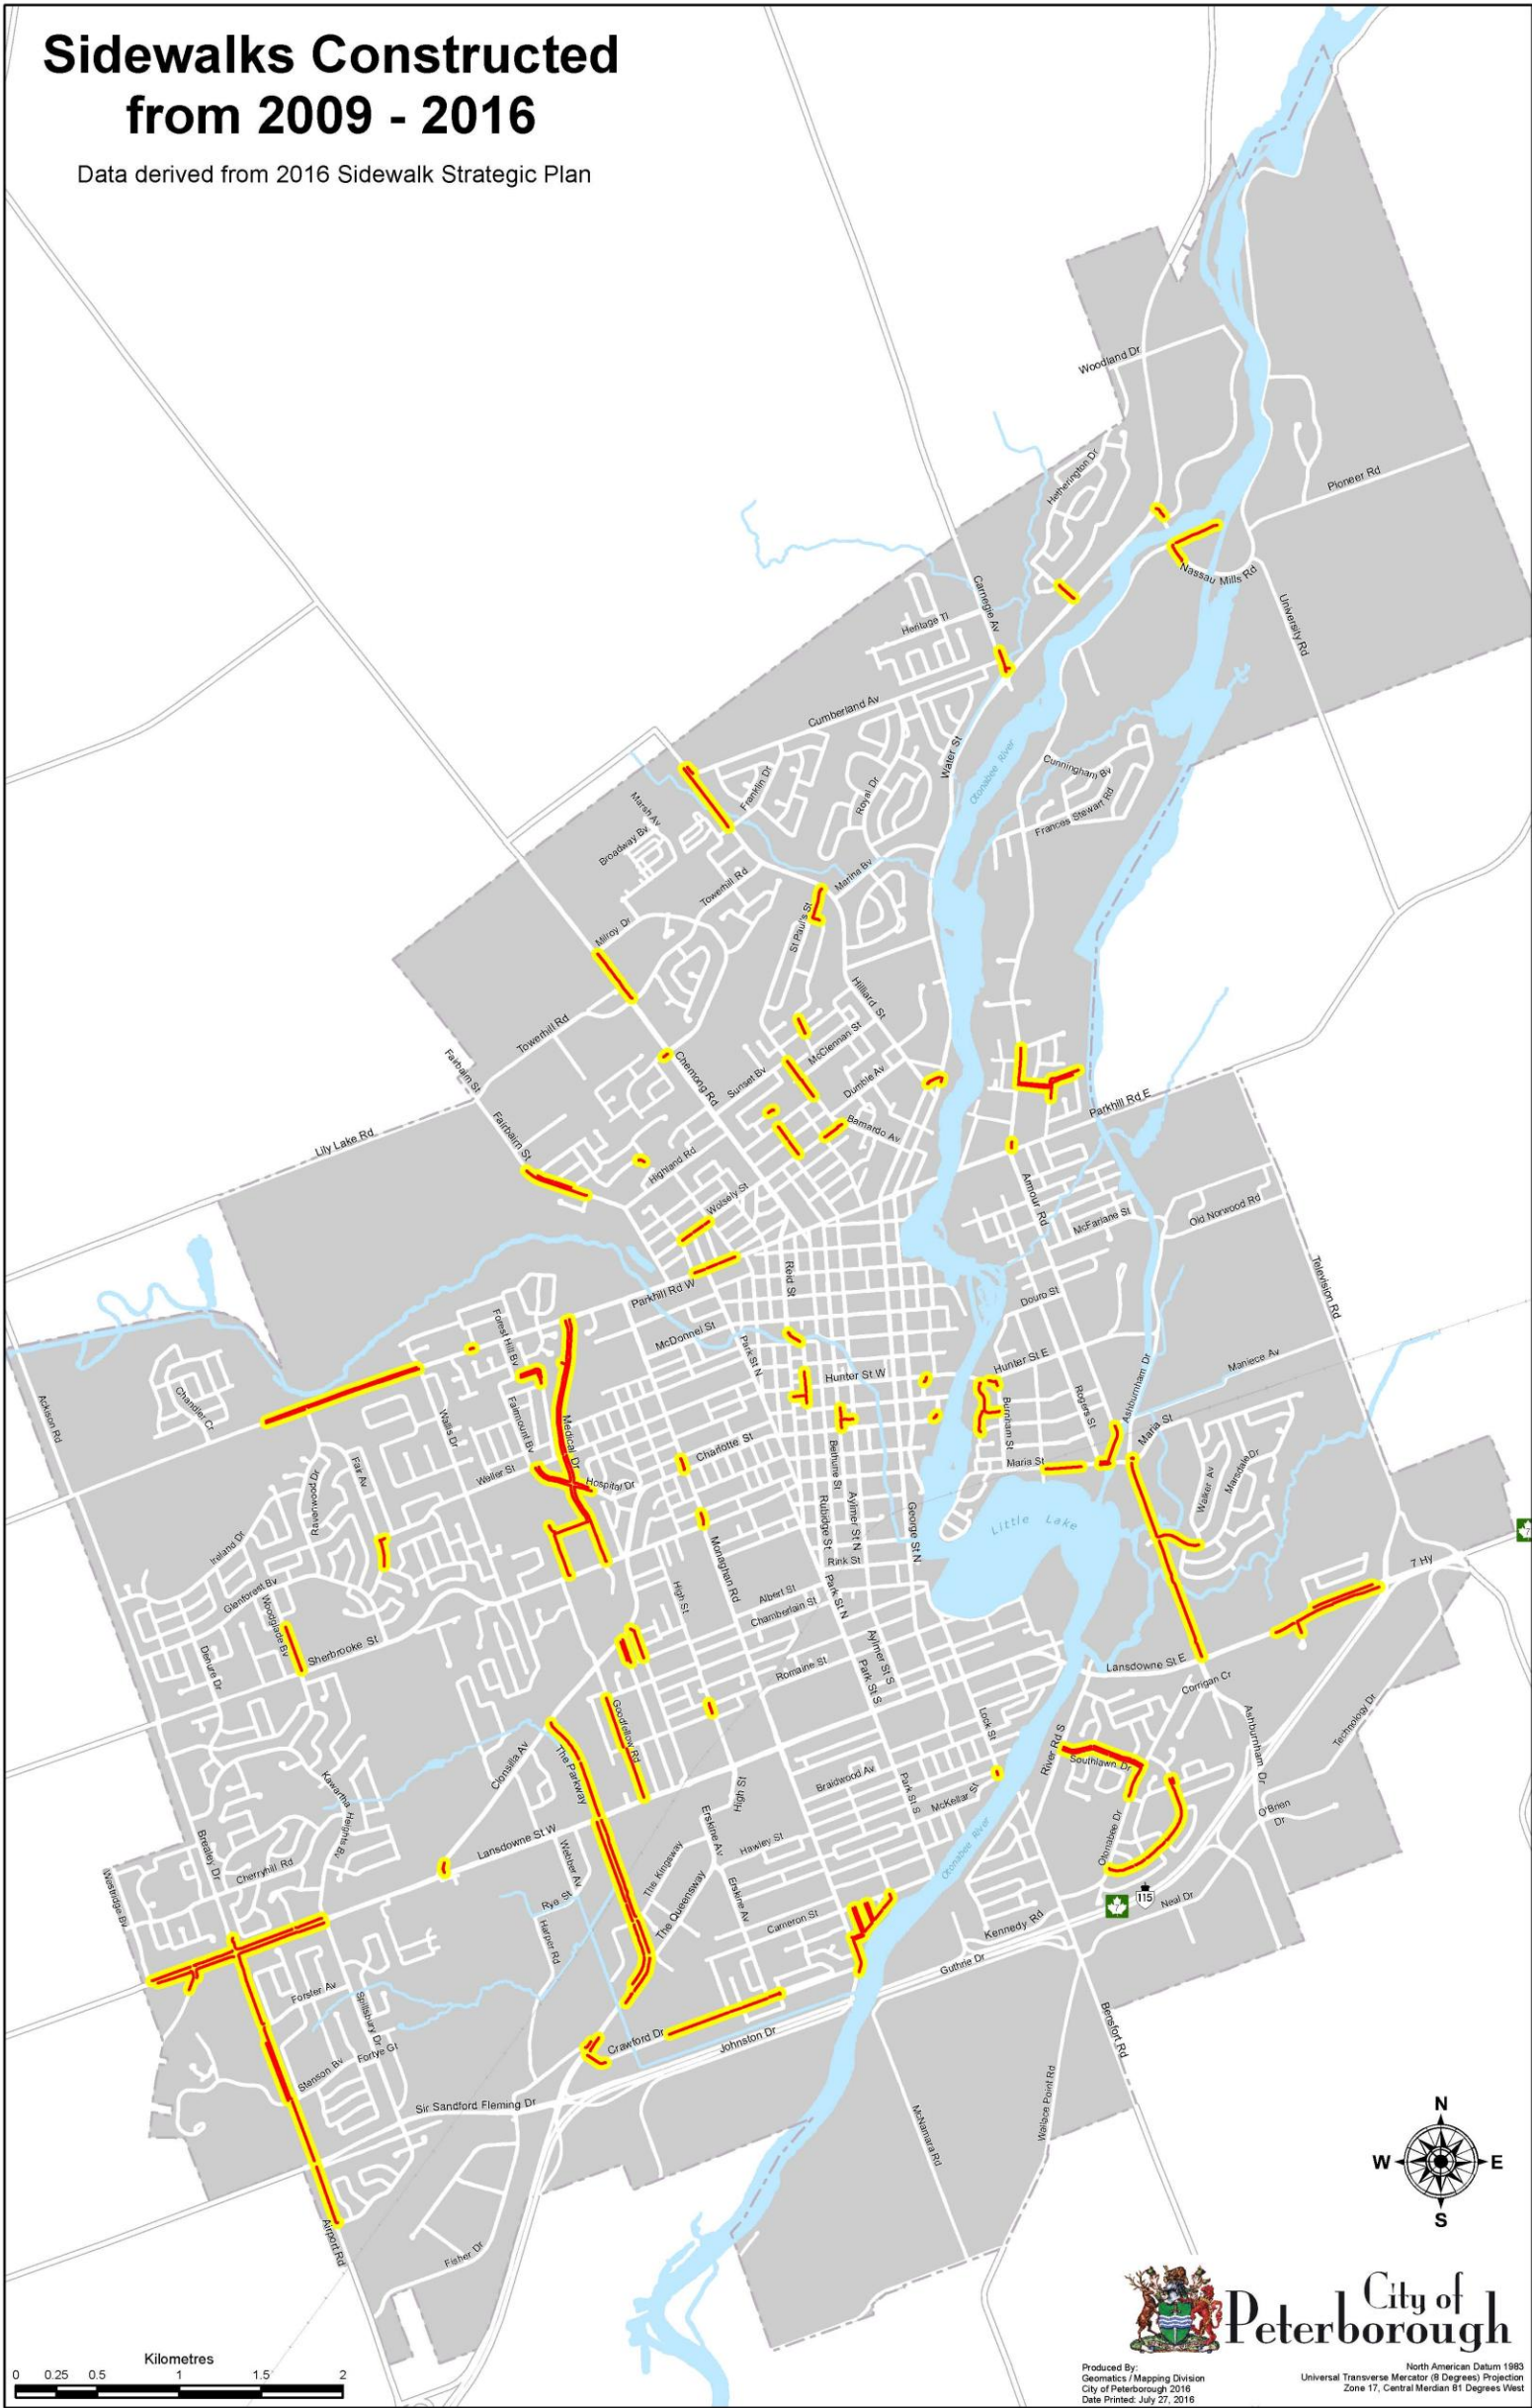 Sidewalks Constructed
from 2009 - 2016
Data derived from 2016 Sidewalk Strategic Plan
Woodland Dr
Hetherington Dr
Pioneer Rd
Nassau Mills Rd
Carnegie Av
University Rd
Heritage Tl
Cumberland Av
Water St
Otonabee River
Cunningham Bv
Franklin Dr
Royal Dr
Frances Stewart Rd
Marsh Av
Broadway Bv
Marina Bv
Towerhill Rd
St Paul's St
Milroy Dr
Hilliard St
Towerhill Rd
McClennan St
Fairbairn St
Chemong Rd
Sunset Bv
Dumble Av
Parkhill Rd E
Fairbairn St
Barnardo Av
Lily Lake Rd
Highland Rd
Armour Rd
Wolsely St
McFarlane St
Old Norwood Rd
Reid St
Television Rd
Parkhill Rd W
Douro St
Forest Hill Bv
McDonnel St
Park St N
Hunter St E
Maniece Av
Hunter St W
Ackison Rd
Chandler Cr
Ashburnham Dr
Rogers St
Burnham St
Fairmount Bv
Wallis Dr
Medical Dr
Maria St
Charlotte St
Bethune St
Maria St
Fair Av
Weller St
Hospital Dr
Marsdale Dr
Walker Av
Ravenwood Dr
Rubidge St
Aylmer St N
George St N
Little Lake
Ireland Dr
Monaghan Rd
Rink St
7 Hy
7
Glenforest Bv
High St
Albert St
Park St N
Chamberlain St
Woodglade Bv
Sherbrooke St
Denure Dr
Aylmer St S
Romaine St
Park St S
Lansdowne St E
Corrigan Cr
Goodfellow Rd
Lock St
Technology Dr
Ashburnham Dr
The Parkway
Clonsilla Av
River Rd S
Southlawn Dr
Kawartha Heights Bv
High St
Braidwood Av
Park St S
McKellar St
O'Brien
Dr
Erskine Av
Otonabee Dr
Brealey Dr
Lansdowne St W
Hawley St
Webber Av
Otonabee River
Cherryhill Rd
The Kingsway
Westridge Bv
The Queensway
Erskine Av
Rye St
7
115
Neal Dr
Harper Rd
Cameron St
Kennedy Rd
Guthrie Dr
Forster Av
Spillsbury Dr
Bensfort Rd
Crawford Dr
Johnston Dr
Fortye Gt
Stenson Bv
Wallace Point Rd
Sir Sandford Fleming Dr
McNamara Rd
Airport Rd
Fisher Dr
N
W
E
S
City of
Peterborough
Kilometres
0 0.25 0.5 1 1.5 2
Produced By:
Geomatics / Mapping Division
City of Peterborough 2016
Date Printed: July 27, 2016
North American Datum 1983
Universal Transverse Mercator (6 Degrees) Projection
Zone 17, Central Merdian 81 Degrees West